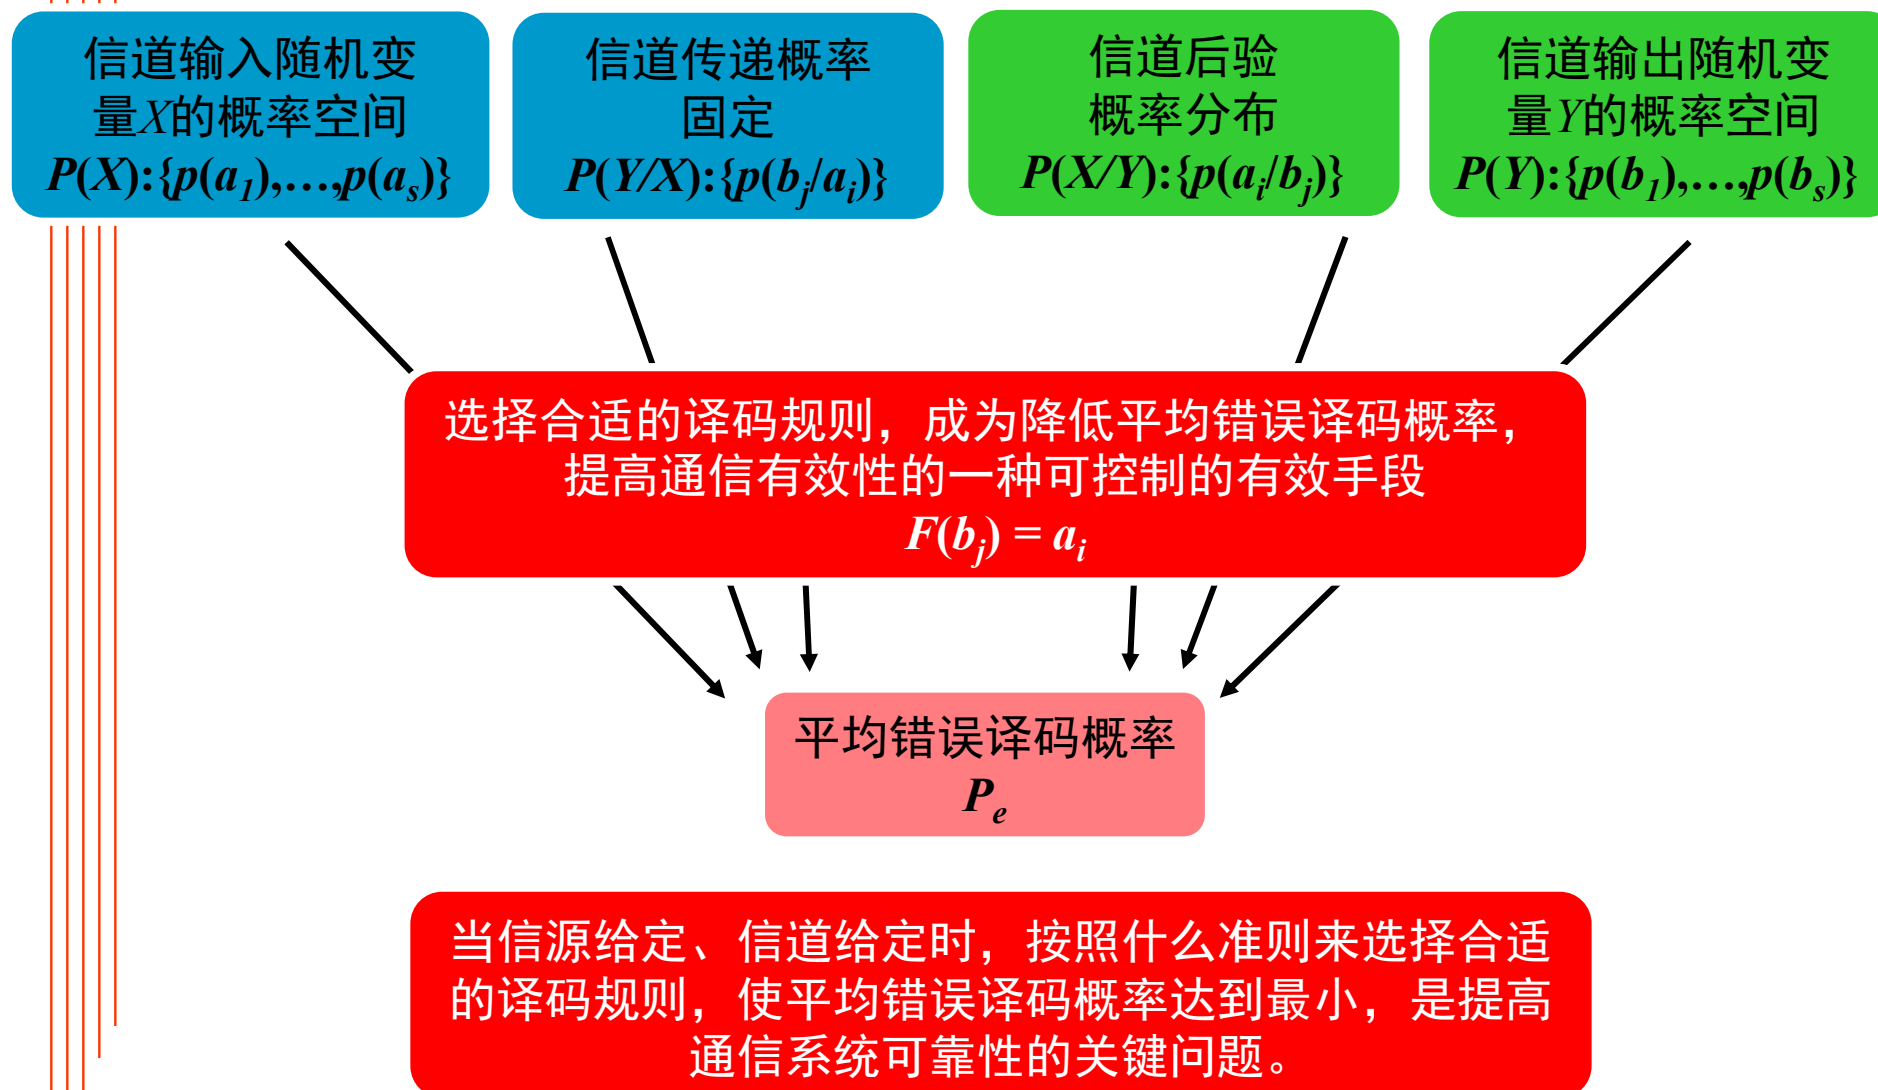 信道输入随机变
量X的概率空间
P(X):{p(a1),…,p(as)}
信道传递概率
固定
P(Y/X):{p(bj/ai)}
信道后验
概率分布
P(X/Y):{p(ai/bj)}
信道输出随机变
量Y的概率空间
P(Y):{p(b1),…,p(bs)}
选择合适的译码规则，成为降低平均错误译码概率，
提高通信有效性的一种可控制的有效手段
F(bj) = ai
平均错误译码概率
Pe
当信源给定、信道给定时，按照什么准则来选择合适
的译码规则，使平均错误译码概率达到最小，是提高
通信系统可靠性的关键问题。